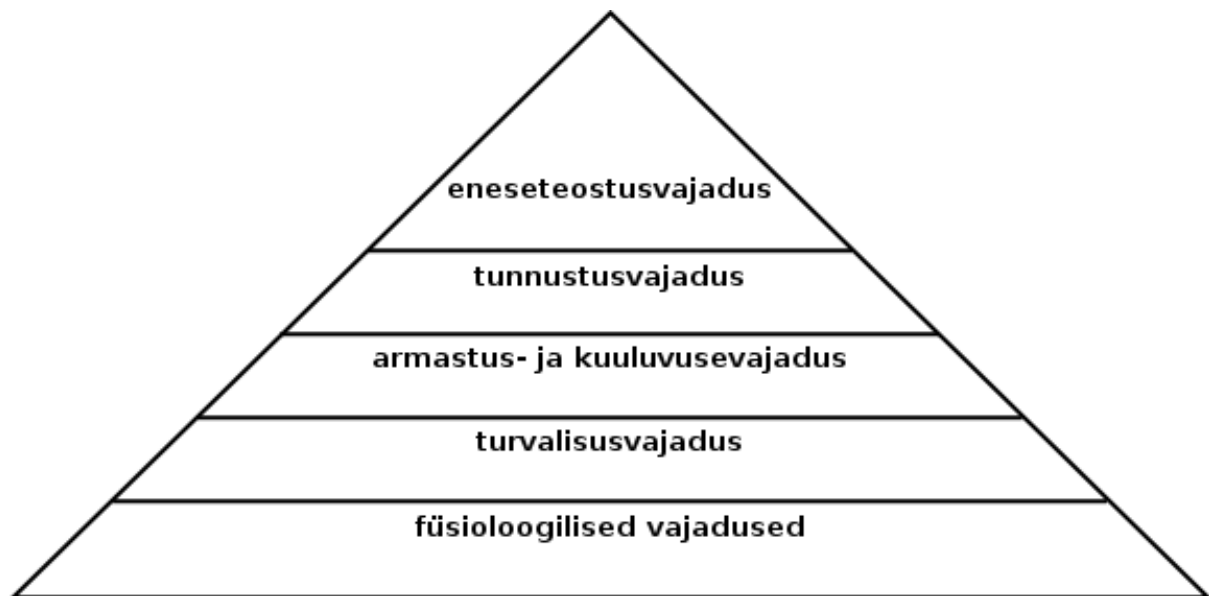 eneseteostusvajadus
tunnustusvajadus
armastus- ja kuuluvusevajadus
turvalisusvajadus
füsioloogilised vajadused